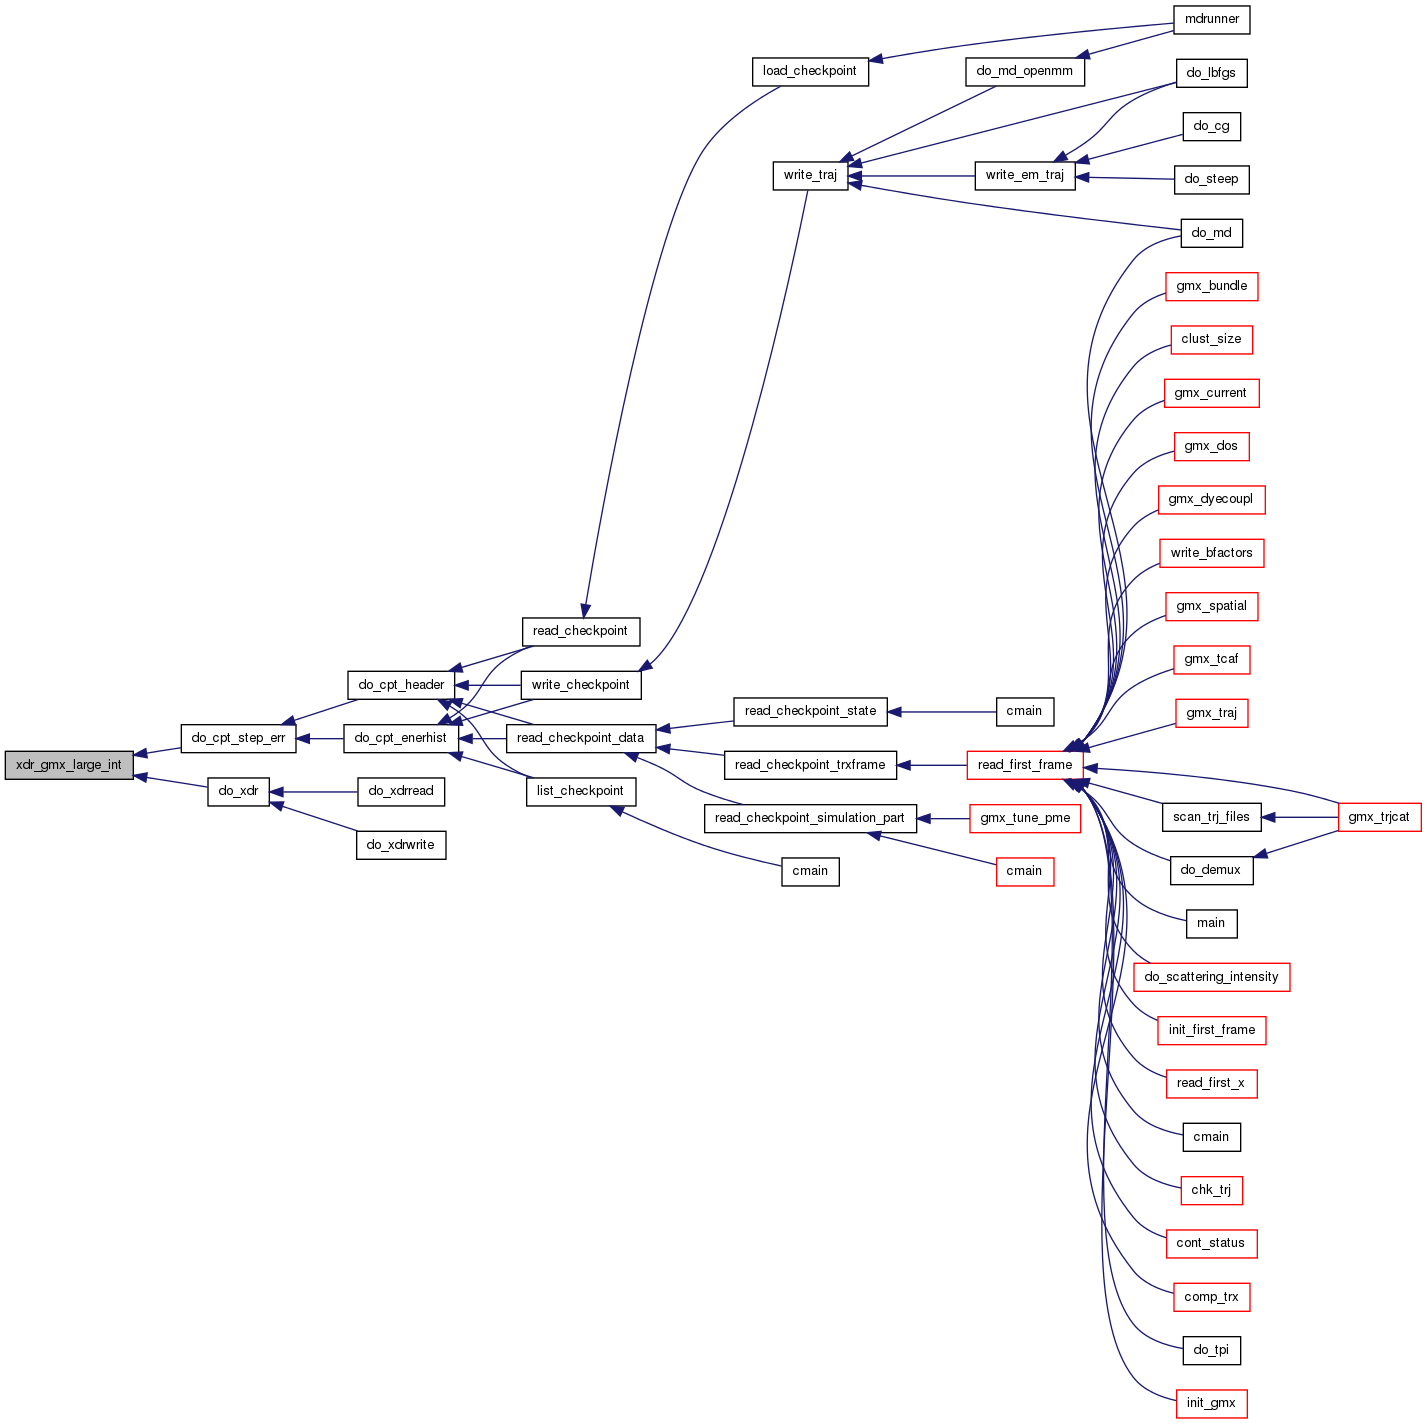 mdrunner
load_checkpoint
do_md_openmm
do_lbfgs
do_cg
write_traj
write_em_traj
do_steep
do_md
gmx_bundle
clust_size
gmx_current
gmx_dos
gmx_dyecoupl
write_bfactors
gmx_spatial
read_checkpoint
gmx_tcaf
do_cpt_header
write_checkpoint
read_checkpoint_state
cmain
gmx_traj
do_cpt_step_err
do_cpt_enerhist
read_checkpoint_data
xdr_gmx_large_int
read_checkpoint_trxframe
read_first_frame
do_xdr
do_xdrread
list_checkpoint
read_checkpoint_simulation_part
gmx_tune_pme
scan_trj_files
gmx_trjcat
do_xdrwrite
cmain
cmain
do_demux
main
do_scattering_intensity
init_first_frame
read_first_x
cmain
chk_trj
cont_status
comp_trx
do_tpi
init_gmx